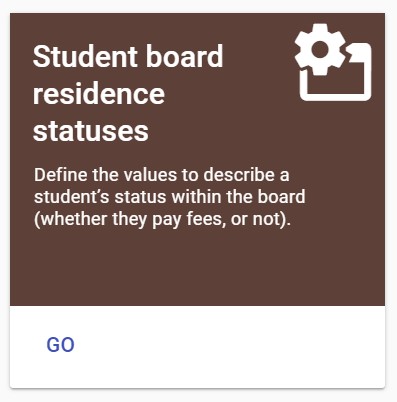 Student board
residence
statuses
Define the values to describe a
student’s status within the board
(whether they pay fees, or not).
GO